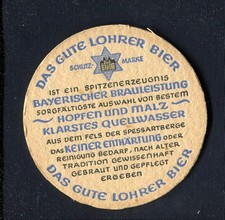 DAS GUTE LOHRER BIER
SCHUTZ- MARKE
IST EIN SPITZENERZEUGNIS
BAYERISCHER BRAULEISTUNG
SORGFÄLTIGSTE AUSWAHL VON BESTEM
HOPFEN UND MALZ
KLARSTES QUELLWASSER
AUS DEM FELS DER SPESSARTBERGE
DAS KEINER ENTHÄRTUNG ODER
REINIGUNG BEDARF, NACH ALTER
TRADITION GEWISSENHAFT
GEBRAUT UND GEPFLEGT
ERGEBEN
DAS GUTE LOHRER BIER